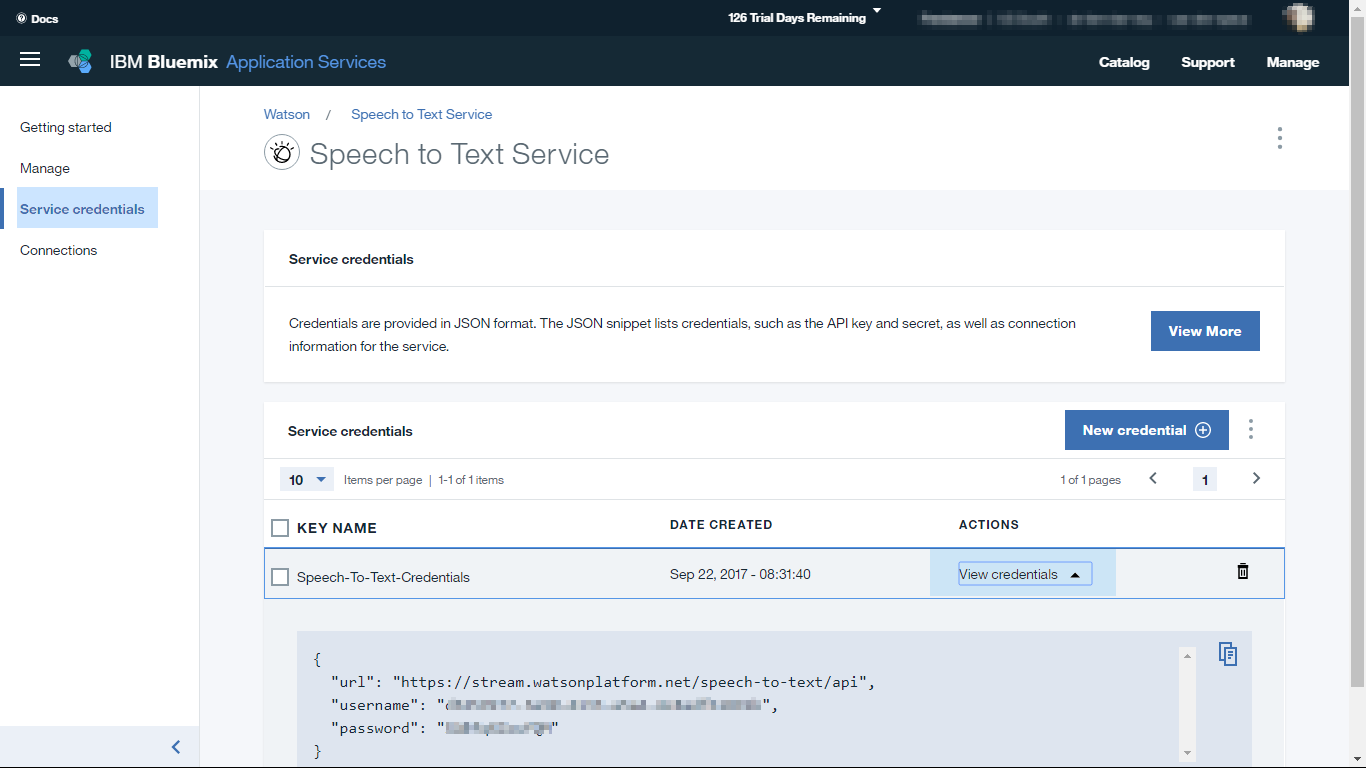 Docs
126 Trial Days Remaining
IBM Bluemix Application Services
Catalog Support Manage
Getting started
Manage
Service credentials
Connections
Watson / Speech to Text Service
Speech to Text Service
Service credentials
Credentials are provided in JSON format. The JSON snippet lists credentials, such as the API key and secret, as well as connection
information for the service.
View More
Service credentials
New credential
10 Items per page | 1-1 of 1 items
1 of 1 pages 1
KEY NAME DATE CREATED ACTIONS
Speech-To-Text-Credentials Sep 22, 2017 - 08:31:40 View credentials
{
"url": "https://stream.watsonplatform.net/speech-to-text/api",
"username": "",
"password": ""
}